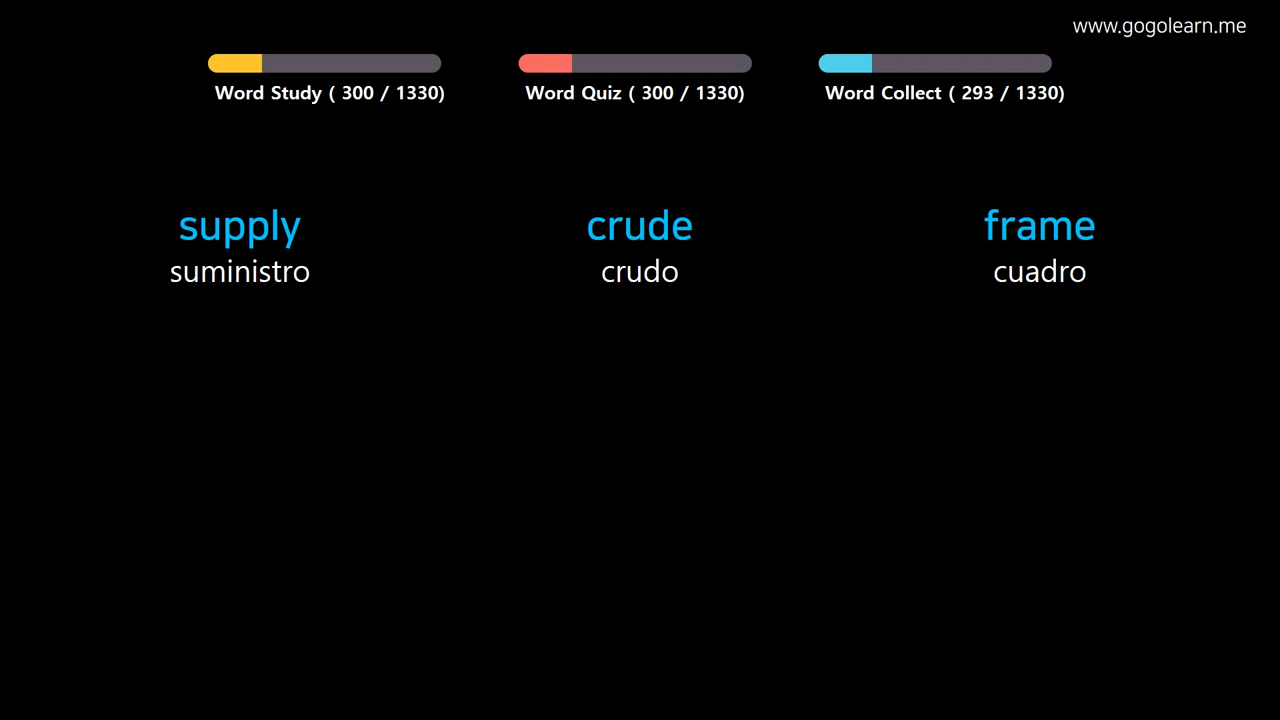 www.gogolearn.me
Word Study ( 300 / 1330)
Word Quiz ( 300 / 1330)
Word Collect ( 293 / 1330)
supply
suministro
crude
crudo
frame
cuadro